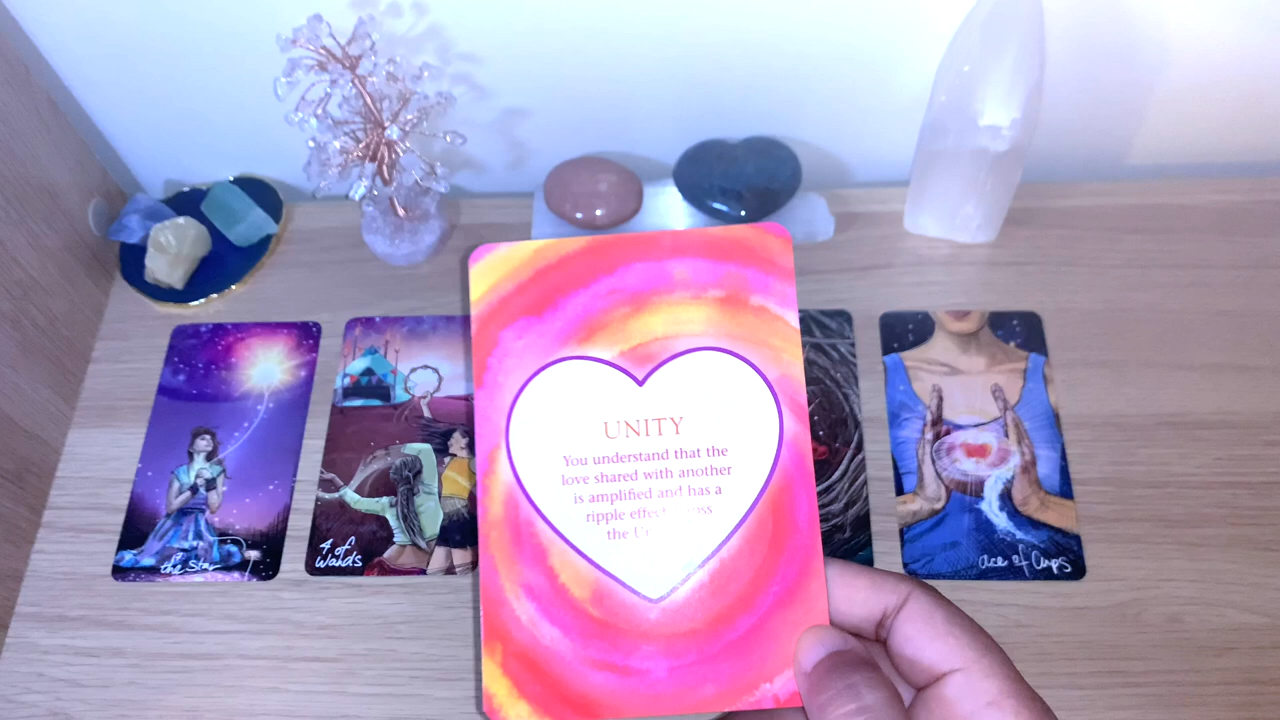 UNITY
You understand that the
love shared with another
is amplified and has a
ripple
the
the Star
4 of
Wands
ace of Cups